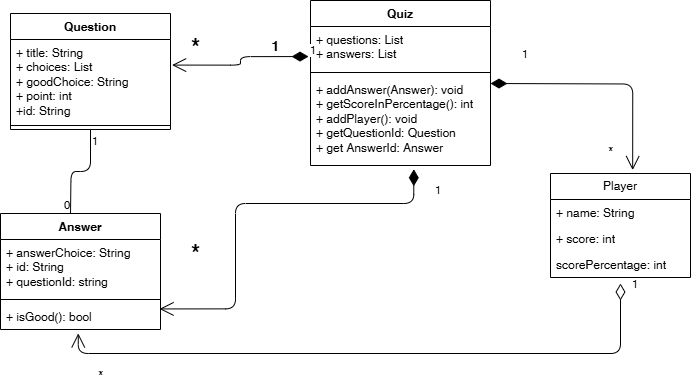 Question
+ title: String
+ choices: List
+ goodChoice: String
+ point: int
+id: String
*
1
1
Quiz
+ questions: List
+ answers: List
+ addAnswer(Answer): void
+ getScoreInPercentage(): int
+ addPlayer(): void
+ getQuestionId: Question
+ get AnswerId: Answer
1
*
1
0
Answer
+ answerChoice: String
+ id: String
+ questionId: string
+ isGood(): bool
1
*
Player
+ name: String
+ score: int
scorePercentage: int
1
*